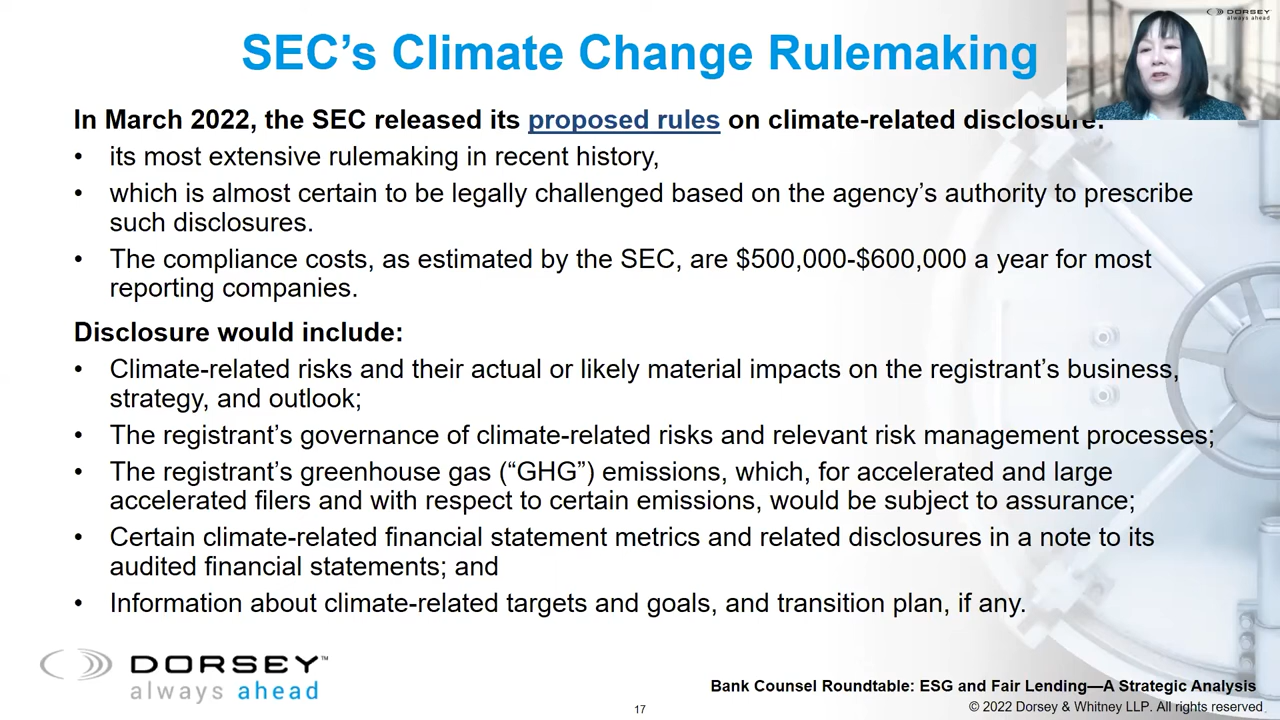 SEC’s Climate Change Rulemaking
DORSEY
always ahead
In March 2022, the SEC released its proposed rules on climate-related disclosure:
• its most extensive rulemaking in recent history,
• which is almost certain to be legally challenged based on the agency’s authority to prescribe
such disclosures.
• The compliance costs, as estimated by the SEC, are $500,000-$600,000 a year for most
reporting companies.
Disclosure would include:
• Climate-related risks and their actual or likely material impacts on the registrant’s business,
strategy, and outlook;
• The registrant’s governance of climate-related risks and relevant risk management processes;
• The registrant’s greenhouse gas (“GHG”) emissions, which, for accelerated and large
accelerated filers and with respect to certain emissions, would be subject to assurance;
• Certain climate-related financial statement metrics and related disclosures in a note to its
audited financial statements; and
• Information about climate-related targets and goals, and transition plan, if any.
DORSEY™
always ahead
Bank Counsel Roundtable: ESG and Fair Lending—A Strategic Analysis
17
© 2022 Dorsey & Whitney LLP. All rights reserved.